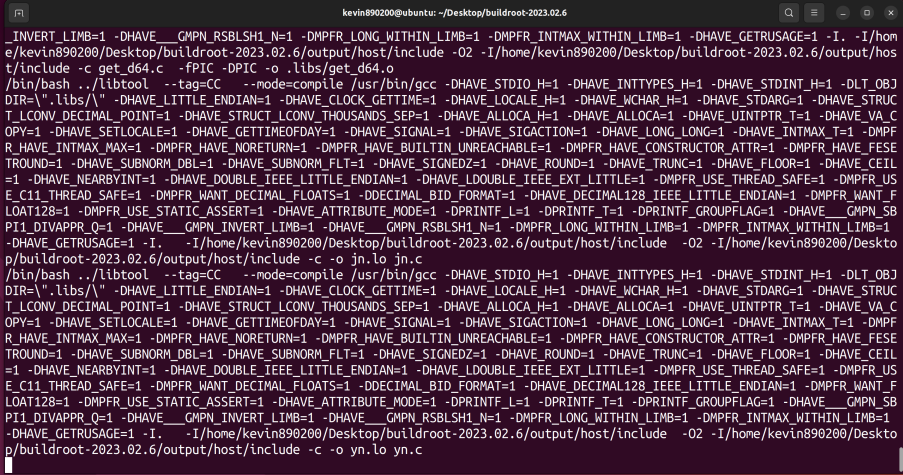 kevin890200@ubuntu: ~/Desktop/buildroot-2023.02.6
_INVERT_LIMB=1 -DHAVE___GMPN_RSBLSH1_N=1 -DMPFR_LONG_WITHIN_LIMB=1 -DMPFR_INTMAX_WITHIN_LIMB=1 -DHAVE_GETRUSAGE=1 -I. -I/hom
e/kevin890200/Desktop/buildroot-2023.02.6/output/host/include -O2 -I/home/kevin890200/Desktop/buildroot-2023.02.6/output/hos
t/include -c get_d64.c  -fPIC -DPIC -o .libs/get_d64.o
/bin/bash ../libtool  --tag=CC   --mode=compile /usr/bin/gcc -DHAVE_STDIO_H=1 -DHAVE_INTTYPES_H=1 -DHAVE_STDINT_H=1 -DLT_OBJ
DIR=\".libs/\" -DHAVE_LITTLE_ENDIAN=1 -DHAVE_CLOCK_GETTIME=1 -DHAVE_LOCALE_H=1 -DHAVE_WCHAR_H=1 -DHAVE_STDARG=1 -DHAVE_STRUC
T_LCONV_DECIMAL_POINT=1 -DHAVE_STRUCT_LCONV_THOUSANDS_SEP=1 -DHAVE_ALLOCA_H=1 -DHAVE_ALLOCA=1 -DHAVE_UINTPTR_T=1 -DHAVE_VA_C
OPY=1 -DHAVE_SETLOCALE=1 -DHAVE_GETTIMEOFDAY=1 -DHAVE_SIGNAL=1 -DHAVE_SIGACTION=1 -DHAVE_LONG_LONG=1 -DHAVE_INTMAX_T=1 -DMPF
R_HAVE_INTMAX_MAX=1 -DMPFR_HAVE_NORETURN=1 -DMPFR_HAVE_BUILTIN_UNREACHABLE=1 -DMPFR_HAVE_CONSTRUCTOR_ATTR=1 -DHAVE_FESE
TROUND=1 -DHAVE_SUBNORM_DBL=1 -DHAVE_SUBNORM_FLT=1 -DHAVE_SIGNEDZ=1 -DHAVE_ROUND=1 -DHAVE_TRUNC=1 -DHAVE_FLOOR=1 -DHAVE_CEIL
=1 -DHAVE_NEARBYINT=1 -DHAVE_DOUBLE_IEEE_LITTLE_ENDIAN=1 -DHAVE_LDOUBLE_IEEE_EXT_LITTLE=1 -DMPFR_USE_THREAD_SAFE=1 -DMPFR_US
E_C11_THREAD_SAFE=1 -DMPFR_WANT_DECIMAL_FLOATS=1 -DDECIMAL_BID_FORMAT=1 -DHAVE_DECIMAL128_IEEE_LITTLE_ENDIAN=1 -DMPFR_WANT_F
LOAT128=1 -DMPFR_USE_STATIC_ASSERT=1 -DHAVE_ATTRIBUTE_MODE=1 -DPRINTF_L=1 -DPRINTF_T=1 -DPRINTF_GROUPFLAG=1 -DHAVE___GMPN_SB
PI1_DIVAPPR_Q=1 -DHAVE___GMPN_INVERT_LIMB=1 -DHAVE___GMPN_RSBLSH1_N=1 -DMPFR_LONG_WITHIN_LIMB=1 -DMPFR_INTMAX_WITHIN_LIMB=1
-DHAVE_GETRUSAGE=1 -I.   -I/home/kevin890200/Desktop/buildroot-2023.02.6/output/host/include  -O2 -I/home/kevin890200/Deskto
p/buildroot-2023.02.6/output/host/include -c -o jn.lo jn.c
/bin/bash ../libtool  --tag=CC   --mode=compile /usr/bin/gcc -DHAVE_STDIO_H=1 -DHAVE_INTTYPES_H=1 -DHAVE_STDINT_H=1 -DLT_OBJ
DIR=\".libs/\" -DHAVE_LITTLE_ENDIAN=1 -DHAVE_CLOCK_GETTIME=1 -DHAVE_LOCALE_H=1 -DHAVE_WCHAR_H=1 -DHAVE_STDARG=1 -DHAVE_STRUC
T_LCONV_DECIMAL_POINT=1 -DHAVE_STRUCT_LCONV_THOUSANDS_SEP=1 -DHAVE_ALLOCA_H=1 -DHAVE_ALLOCA=1 -DHAVE_UINTPTR_T=1 -DHAVE_VA_C
OPY=1 -DHAVE_SETLOCALE=1 -DHAVE_GETTIMEOFDAY=1 -DHAVE_SIGNAL=1 -DHAVE_SIGACTION=1 -DHAVE_LONG_LONG=1 -DHAVE_INTMAX_T=1 -DMPF
R_HAVE_INTMAX_MAX=1 -DMPFR_HAVE_NORETURN=1 -DMPFR_HAVE_BUILTIN_UNREACHABLE=1 -DMPFR_HAVE_CONSTRUCTOR_ATTR=1 -DHAVE_FESE
TROUND=1 -DHAVE_SUBNORM_DBL=1 -DHAVE_SUBNORM_FLT=1 -DHAVE_SIGNEDZ=1 -DHAVE_ROUND=1 -DHAVE_TRUNC=1 -DHAVE_FLOOR=1 -DHAVE_CEIL
=1 -DHAVE_NEARBYINT=1 -DHAVE_DOUBLE_IEEE_LITTLE_ENDIAN=1 -DHAVE_LDOUBLE_IEEE_EXT_LITTLE=1 -DMPFR_USE_THREAD_SAFE=1 -DMPFR_US
E_C11_THREAD_SAFE=1 -DMPFR_WANT_DECIMAL_FLOATS=1 -DDECIMAL_BID_FORMAT=1 -DHAVE_DECIMAL128_IEEE_LITTLE_ENDIAN=1 -DMPFR_WANT_F
LOAT128=1 -DMPFR_USE_STATIC_ASSERT=1 -DHAVE_ATTRIBUTE_MODE=1 -DPRINTF_L=1 -DPRINTF_T=1 -DPRINTF_GROUPFLAG=1 -DHAVE___GMPN_SB
PI1_DIVAPPR_Q=1 -DHAVE___GMPN_INVERT_LIMB=1 -DHAVE___GMPN_RSBLSH1_N=1 -DMPFR_LONG_WITHIN_LIMB=1 -DMPFR_INTMAX_WITHIN_LIMB=1
-DHAVE_GETRUSAGE=1 -I.   -I/home/kevin890200/Desktop/buildroot-2023.02.6/output/host/include  -O2 -I/home/kevin890200/Deskto
p/buildroot-2023.02.6/output/host/include -c -o yn.lo yn.c